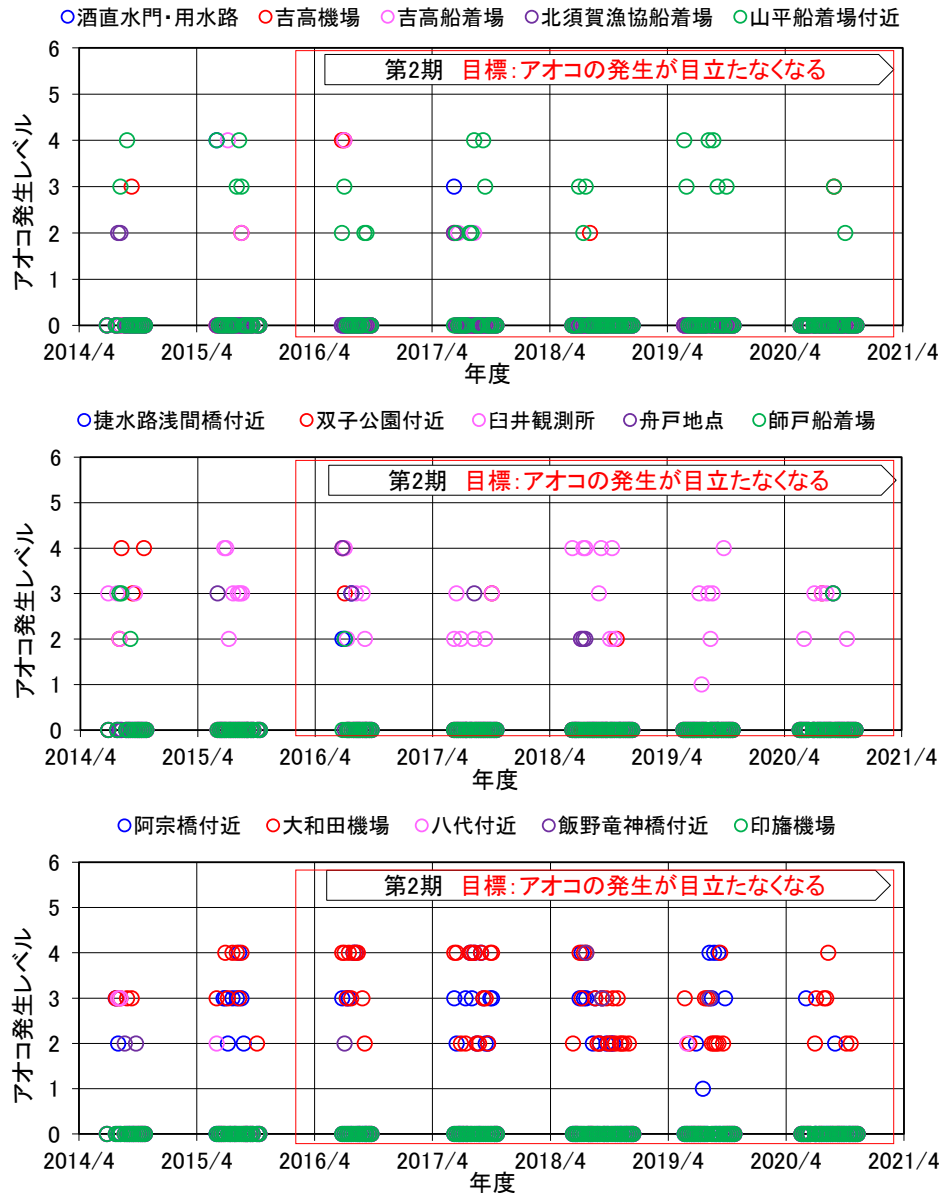 ○酒直水門・用水路 ○吉高機場 ○吉高船着場 ○北須賀漁協船着場 ○山平船着場付近
第2期 目標:アオコの発生が目立たなくなる
アオコ発生レベル
6
5
4
3
2
1
0
2014/4 2015/4 2016/4 2017/4 2018/4 2019/4 2020/4 2021/4
年度
○捷水路浅間橋付近 ○双子公園付近 ○臼井観測所 ○舟戸地点 ○師戸船着場
第2期 目標:アオコの発生が目立たなくなる
アオコ発生レベル
6
5
4
3
2
1
0
2014/4 2015/4 2016/4 2017/4 2018/4 2019/4 2020/4 2021/4
年度
○阿宗橋付近 ○大和田機場 ○八代付近 ○飯野竜神橋付近 ○印旛機場
第2期 目標:アオコの発生が目立たなくなる
アオコ発生レベル
6
5
4
3
2
1
0
2014/4 2015/4 2016/4 2017/4 2018/4 2019/4 2020/4 2021/4
年度